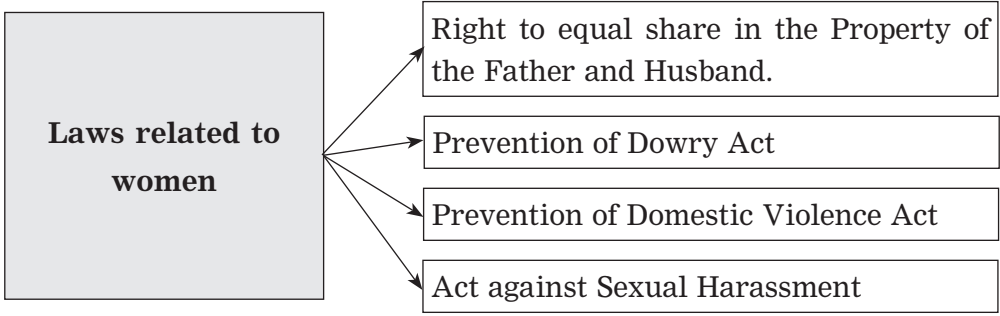 Laws related to
women
Right to equal share in the Property of
the Father and Husband.
Prevention of Dowry Act
Prevention of Domestic Violence Act
Act against Sexual Harassment